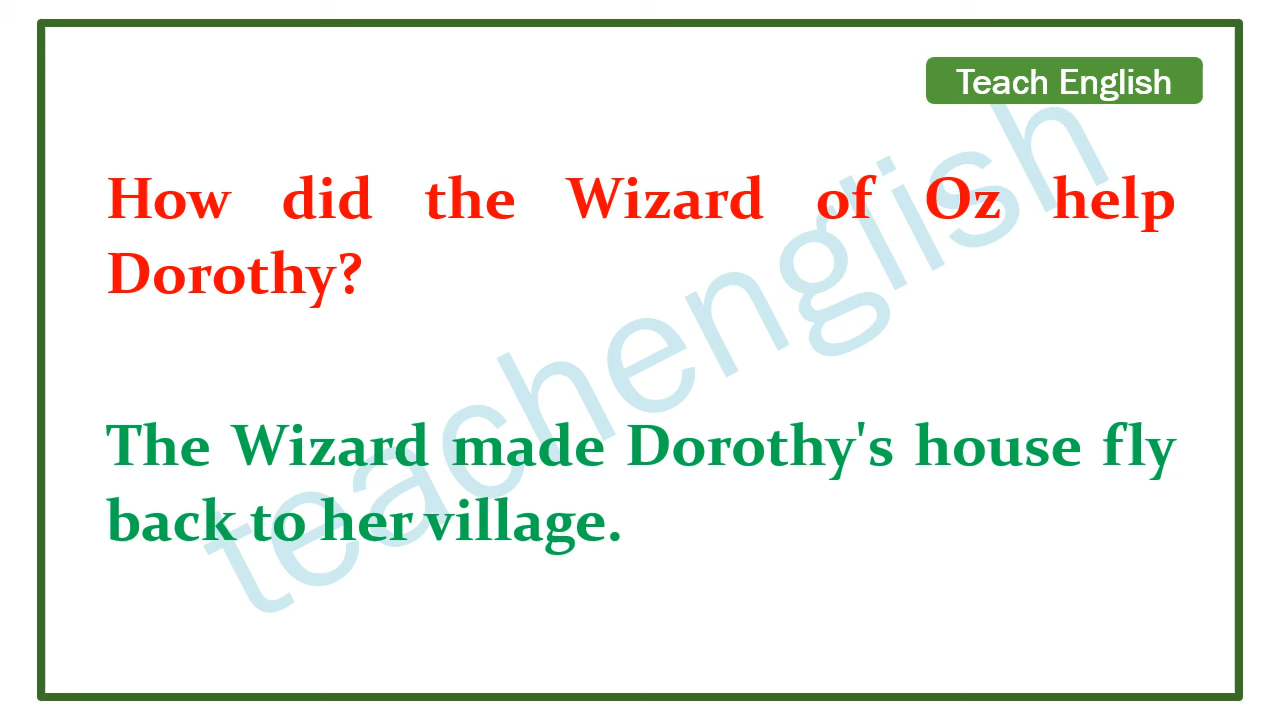 Teach English
How did the Wizard of Oz help
Dorothy?
The Wizard made Dorothy's house fly
back to her village.
teachenglish